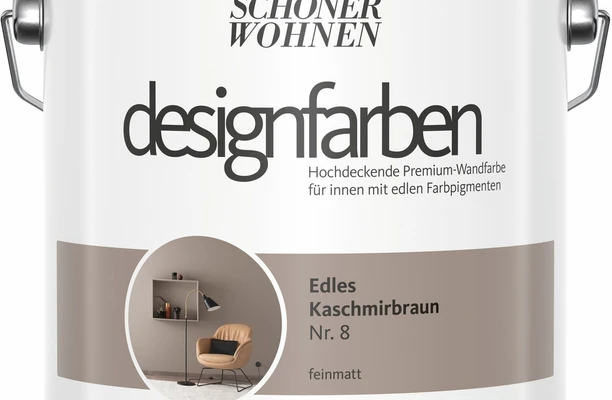 SCHÖNER
WOHNEN
designfarben
Hochdeckende Premium-Wandfarbe
für innen mit edlen Farbpigmenten
Edles
Kaschmirbraun
Nr. 8
feinmatt